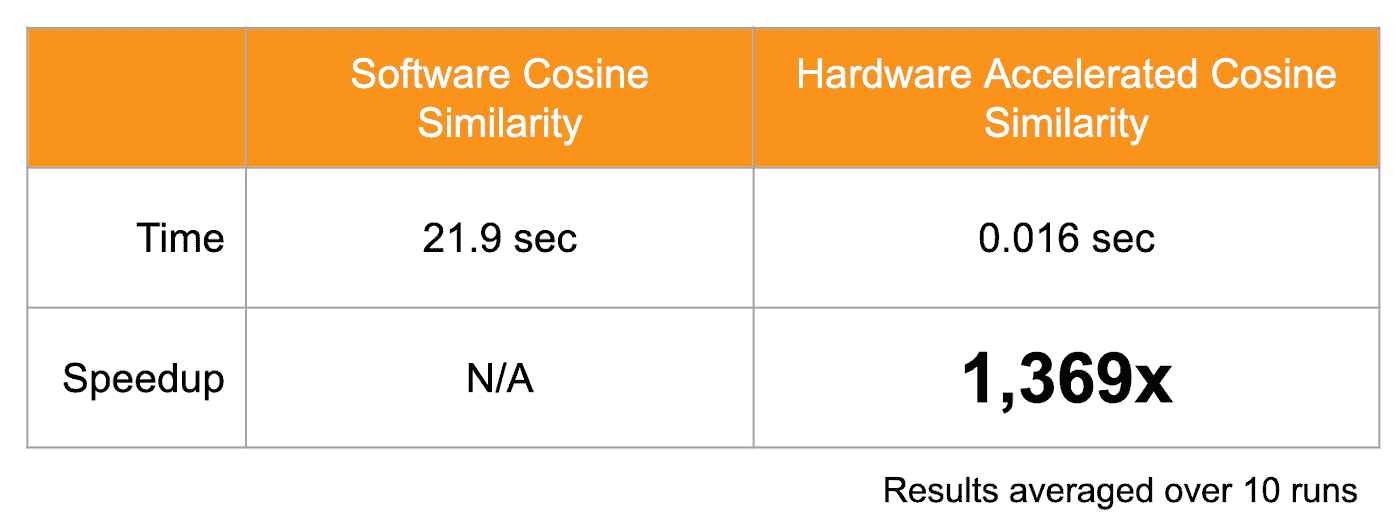 Software Cosine
Similarity
Hardware Accelerated Cosine
Similarity
Time
21.9 sec
0.016 sec
Speedup
N/A
1,369x
Results averaged over 10 runs